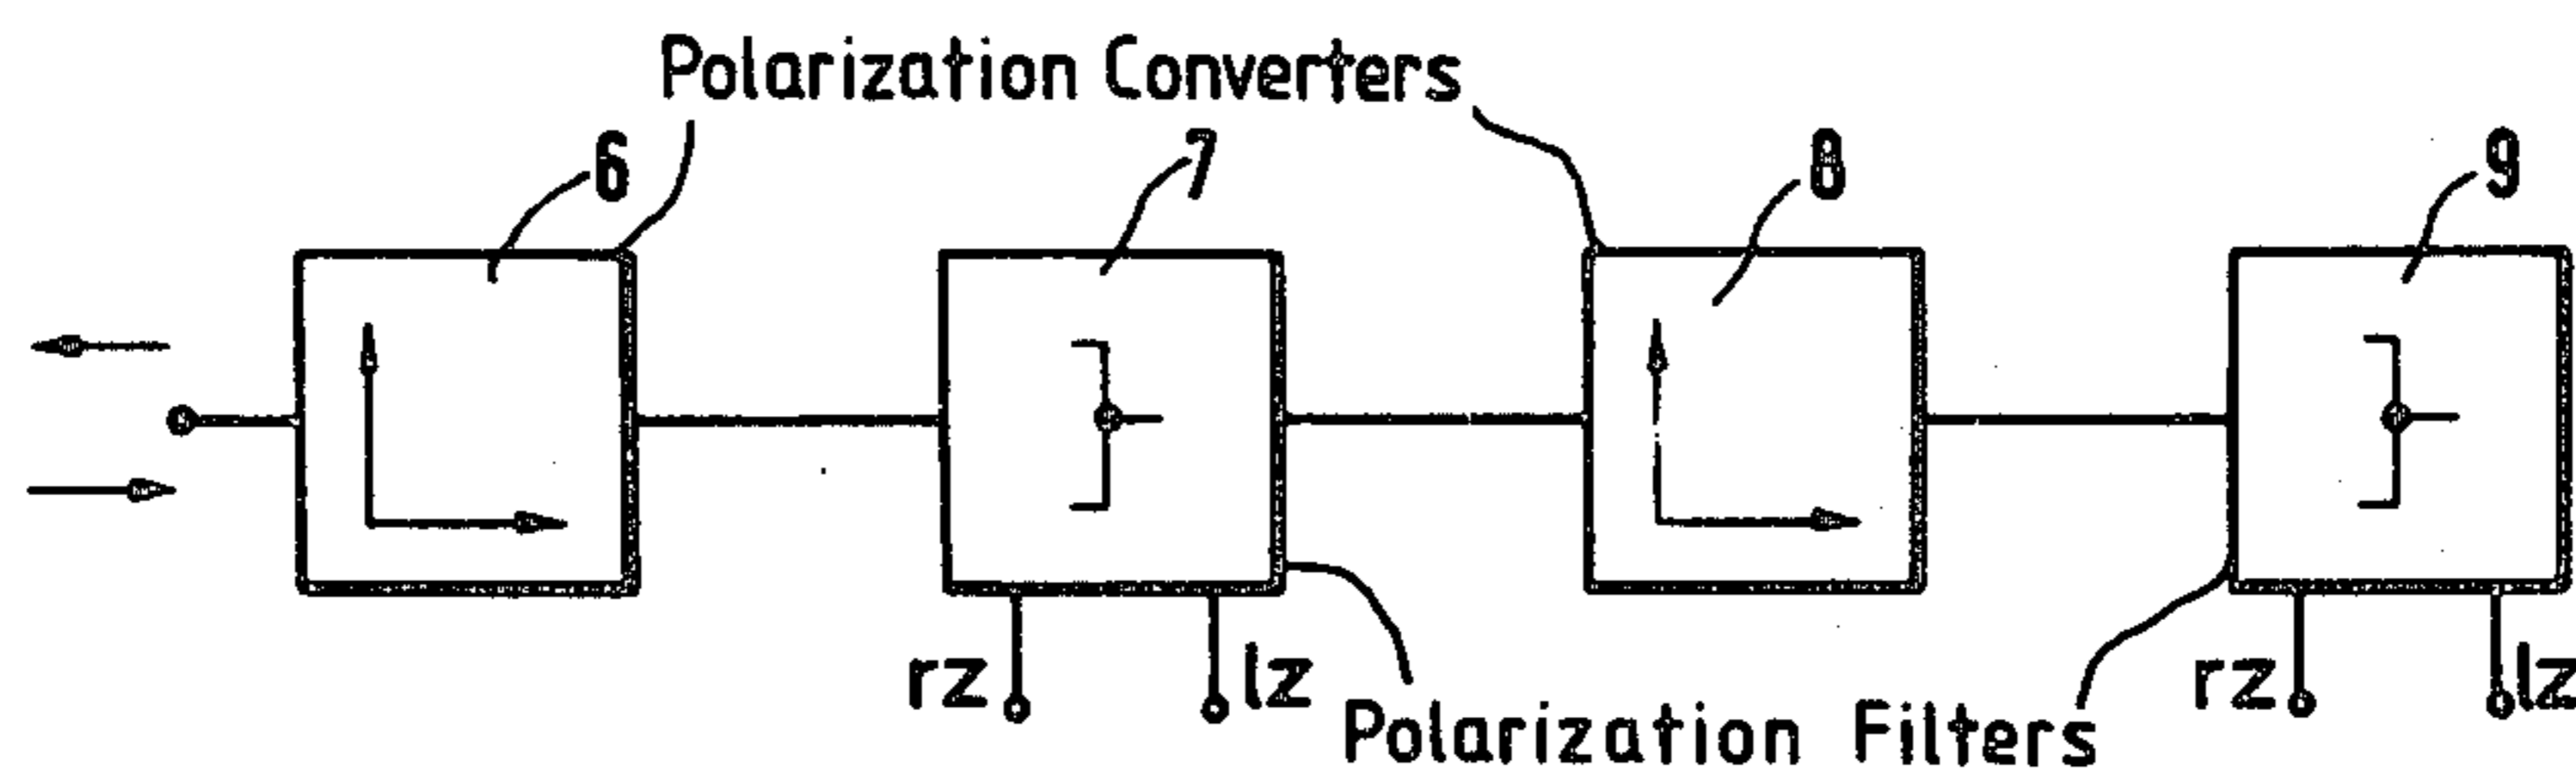 Polarization Converters
6
7
8
9
rz
lz
rz
lz
Polarization Filters